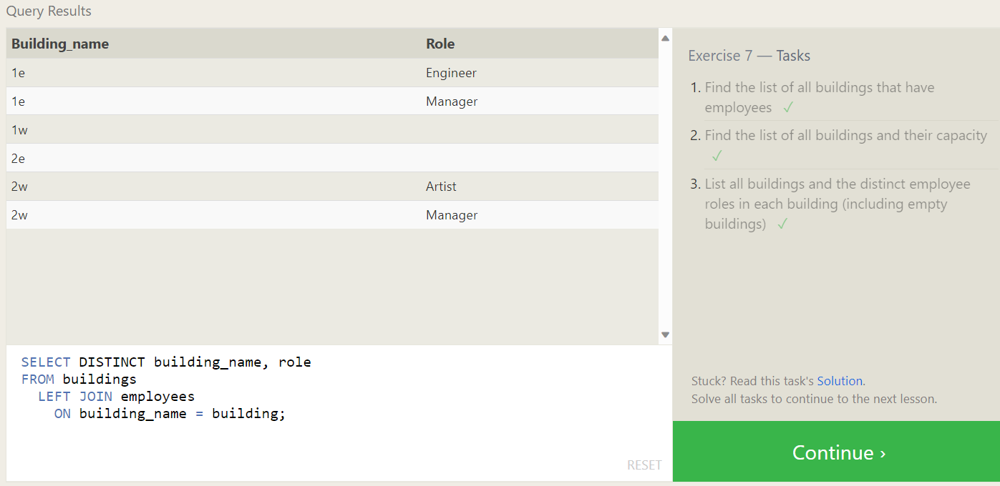 Query Results
Building_name Role
1e Engineer
1e Manager
1w
2e
2w Artist
2w Manager
SELECT DISTINCT building_name, role
FROM buildings
LEFT JOIN employees
ON building_name = building;
RESET
Exercise 7 — Tasks
1. Find the list of all buildings that have
employees ✓
2. Find the list of all buildings and their capacity
✓
3. List all buildings and the distinct employee
roles in each building (including empty
buildings) ✓
Stuck? Read this task's Solution.
Solve all tasks to continue to the next lesson.
Continue ›